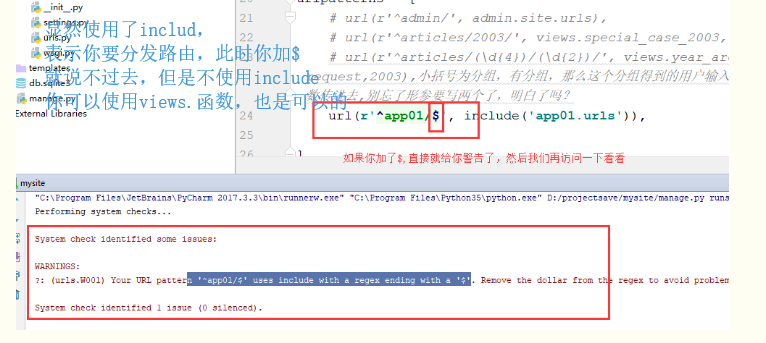 __init__.py
settings.py
urls.py
wsgi.py
templates
db.sqlite3
manage.py
External Libraries
显然使用了includ,
表示你要分发路由，此时你加$
就说不过去，但是不使用include
你可以使用views.函数，也是可以的
20 urlpatterns = [
21 # url(r'^admin/', admin.site.urls),
# url(r'^articles/2003/', views.special_case_2003,
# url(r'^articles/(\d{4})/(\d{2})/', views.year_arc
request,2003),小括号为分组，有分组，那么这个分组得到的用户输入
去,别忘了形参要写两个了，明白了吗?
24 url(r'^app01/$', include('app01.urls')),
25
26 ]
如果你加了$,直接就给你警告了，然后我们再访问一下看看
mysite
"C:\Program Files\JetBrains\PyCharm 2017.3.3\bin\runnerw.exe" "C:\Program Files\Python35\python.exe" D:/projectsave/mysite/manage.py runs
Performing system checks...
System check identified some issues:
WARNINGS:
?: (urls.W001) Your URL pattern '^app01/$' uses include with a regex ending with a '$'. Remove the dollar from the regex to avoid problem
System check identified 1 issue (0 silenced).